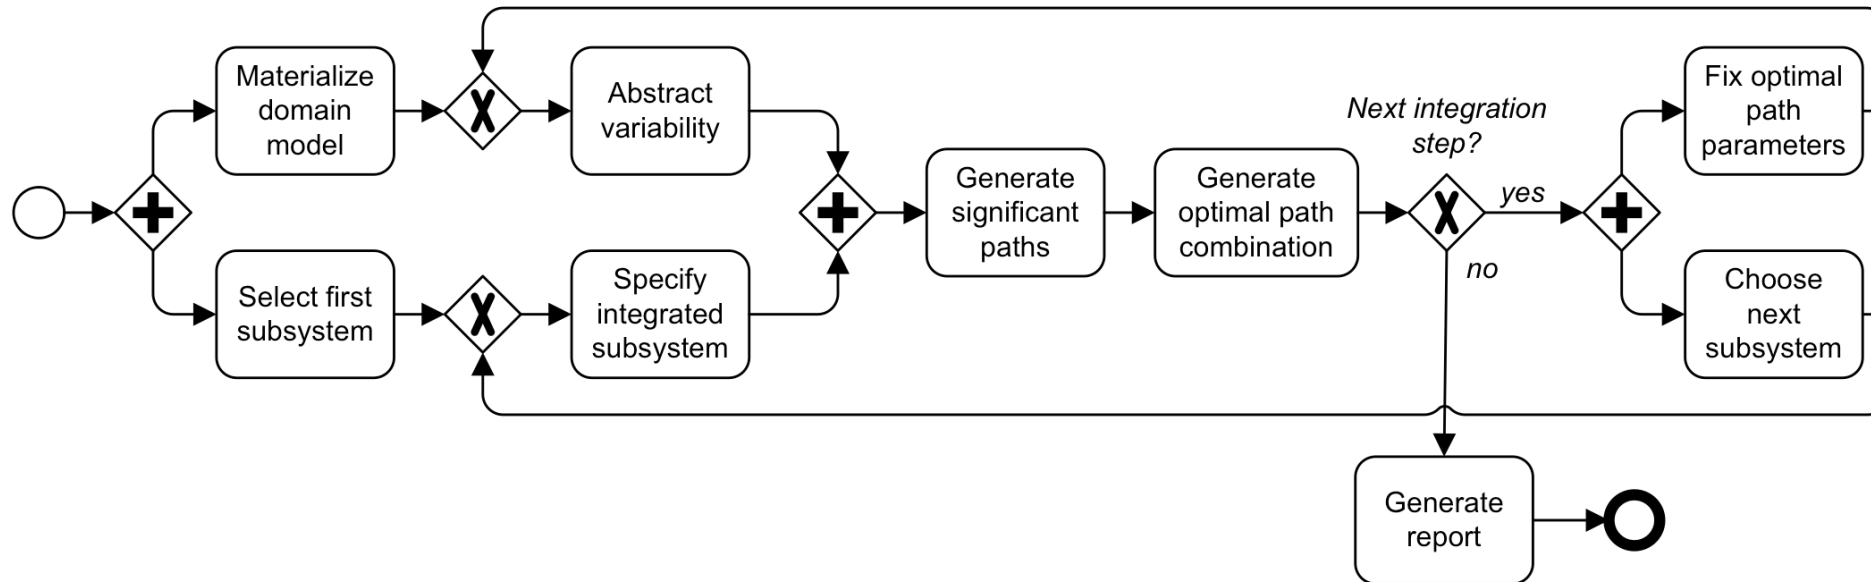 Materialize
domain
model
Abstract
variability
Select first
subsystem
Specify
integrated
subsystem
Generate
significant
paths
Generate
optimal path
combination
Next integration
step?
yes
no
Fix optimal
path
parameters
Choose
next
subsystem
Generate
report